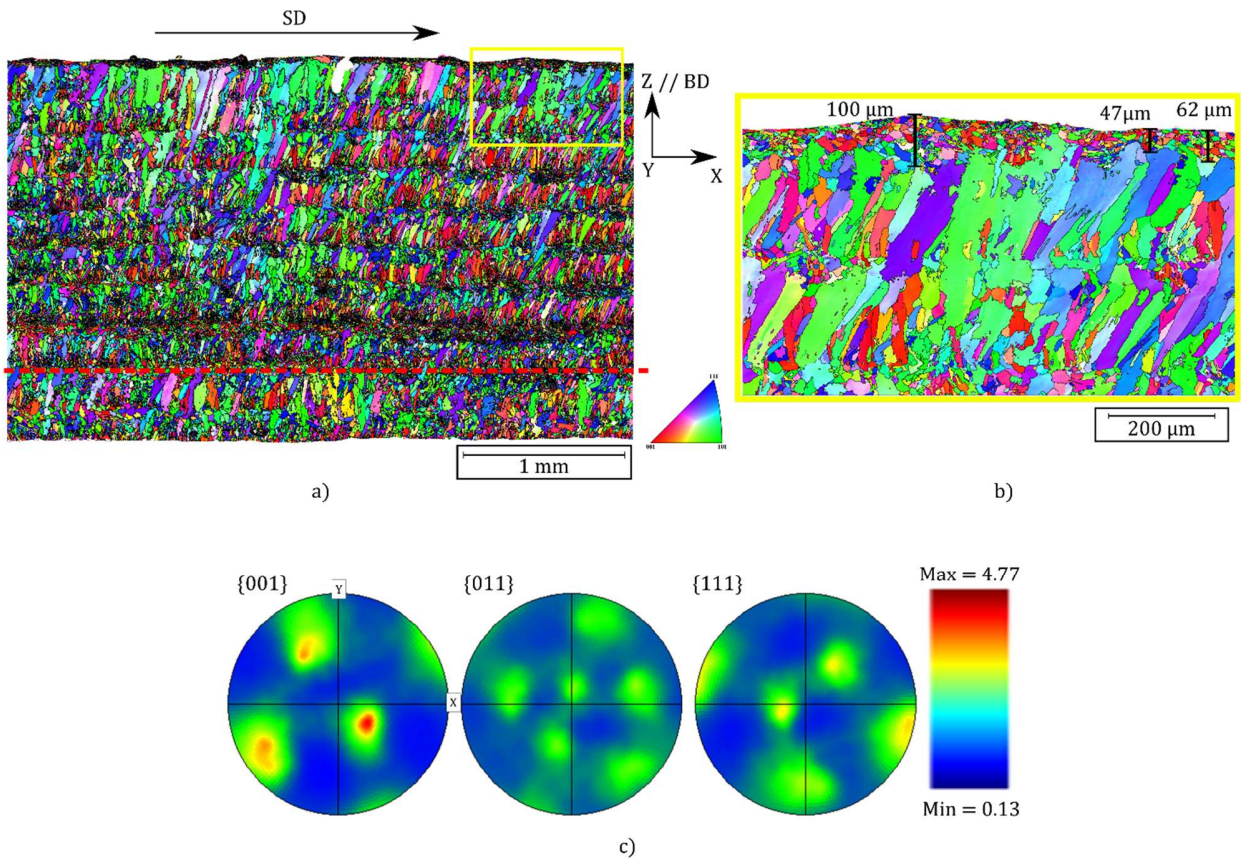 SD
Z // BD
Y
X
100 μm
47μm
62 μm
111
001
101
1 mm
200 μm
a)
b)
{001}
Y
X
{011}
{111}
Max = 4.77
Min = 0.13
c)